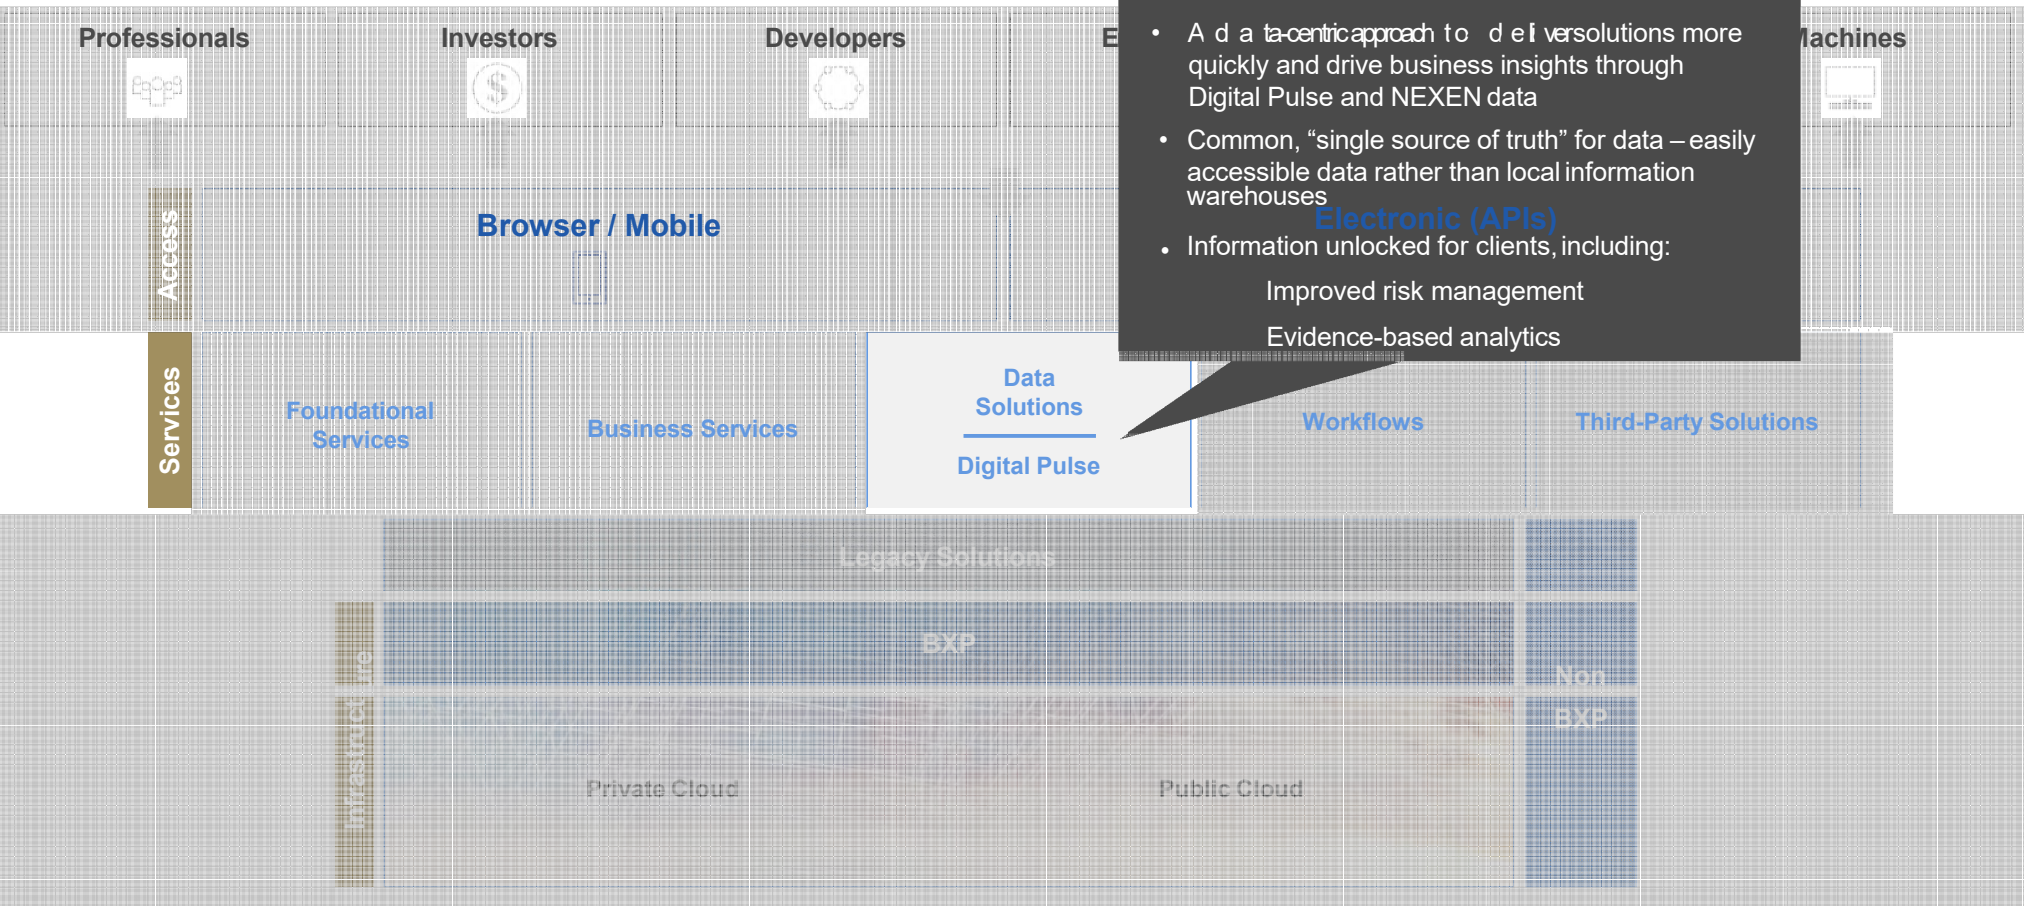 Professionals
Investors
Developers
• A data-centric approach to deliver solutions more
quickly and drive business insights through
Digital Pulse and NEXEN data
• Common, “single source of truth” for data – easily
accessible data rather than local information
warehouses
• Information unlocked for clients, including:
Improved risk management
Evidence-based analytics
Access
Browser / Mobile
Electronic (APIs)
Services
Foundational
Services
Business Services
Data
Solutions
Digital Pulse
Workflows
Third-Party Solutions
Legacy Solutions
Infrastructure
BXP
Non
BXP
Private Cloud
Public Cloud